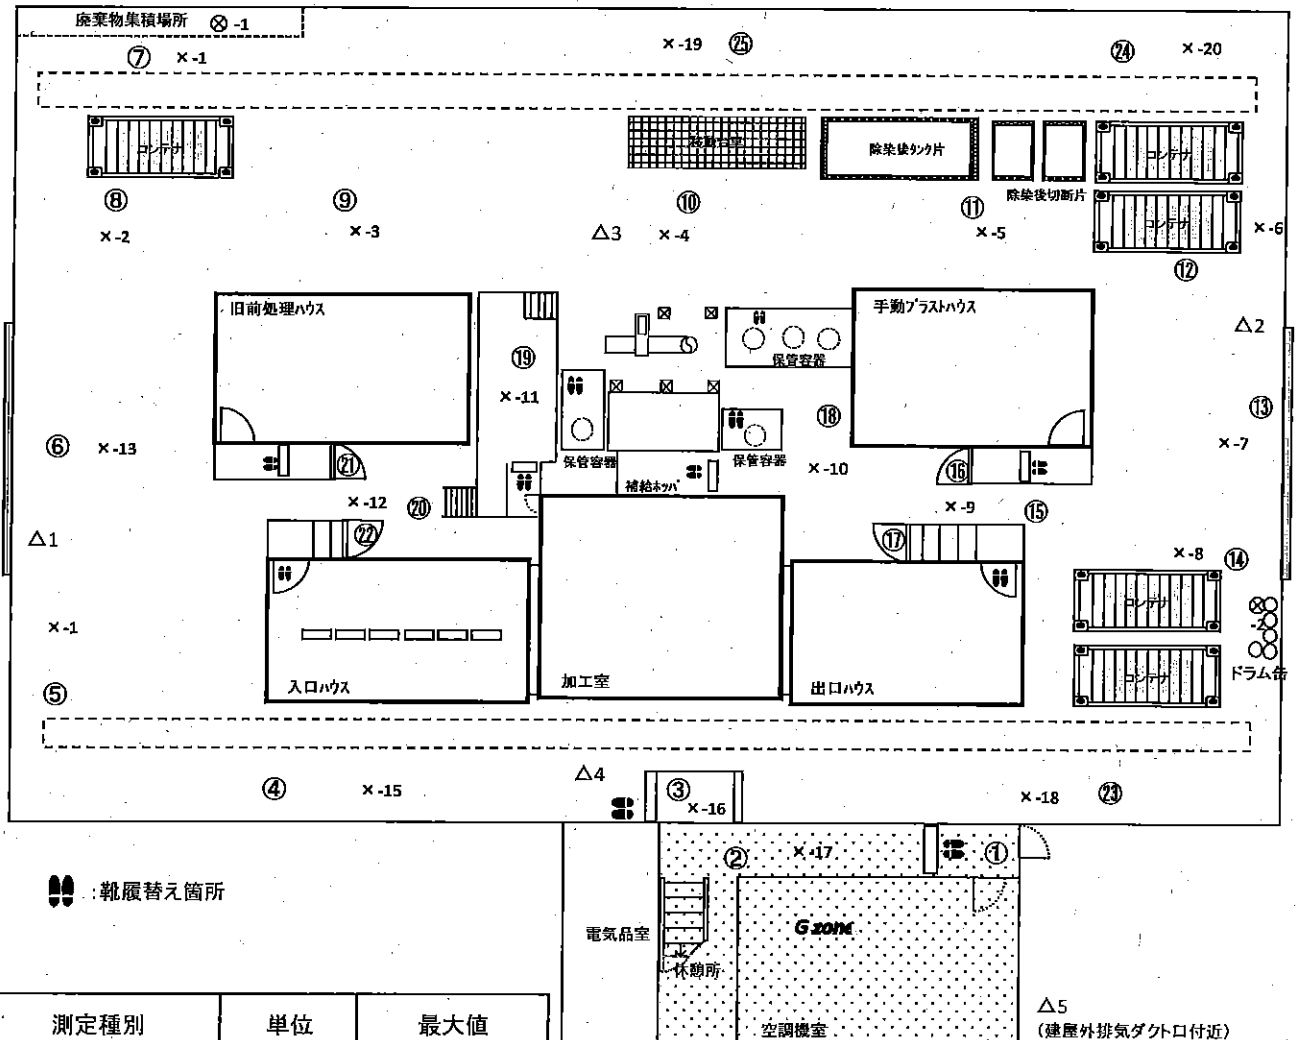 廃棄物集積場所 ⊗ -1
⑦ × -1
× -19 ㉕
㉔ × -20
コンテナ
除染後タンク片
コンテナ
除染後切断片
コンテナ
⑧
⑨
⑩
⑪
⑫
× -2
× -3
△3
× -4
× -5
× -6
旧前処理ハウス
手動ブラストハウス
△2
⑲
保管容器
× -11
⑱
⑬
× -7
⑥ × -13
㉑
保管容器
保管容器
× -10
⑯
補給ホッパ
× -12
⑳
× -9
⑮
△1
㉒
⑰
× -8
⑭
コンテナ
⊗
-2
× -1
コンテナ
ドラム缶
⑤
入口ハウス
加工室
出口ハウス
④
× -15
△4
③
× -16
× -18
㉓
②
× -17
①
:靴履替え箇所
電気品室
G zone
休憩所
測定種別 単位 最大値
空調機室
△5
(建屋外排気ダクト口付近)